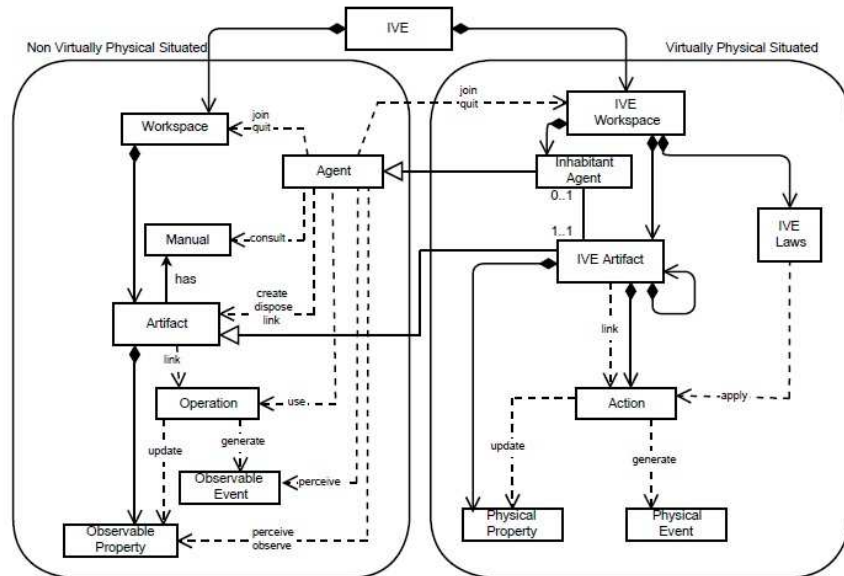 IVE
Non Virtually Physical Situated
Virtually Physical Situated
join
quit
join
quit
IVE
Workspace
Workspace
Agent
Inhabitant
Agent
0..1
Manual
consult
1..1
IVE
Laws
has
IVE Artifact
create
dispose
link
Artifact
link
link
Operation
use
Action
apply
update
generate
update
generate
Observable
Event
perceive
Observable
Property
perceive
observe
Physical
Property
Physical
Event